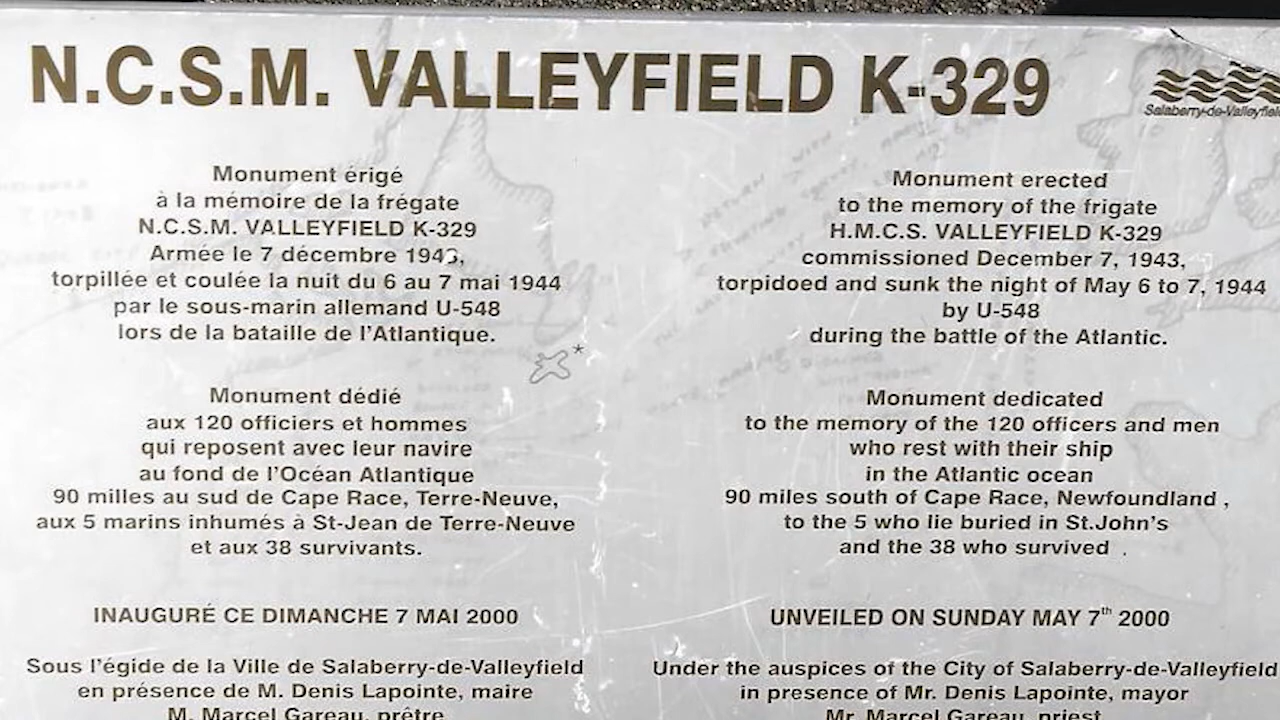 N.C.S.M. VALLEYFIELD K-329
Salaberry-de-Valleyfield
Monument érigé
à la mémoire de la frégate
N.C.S.M. VALLEYFIELD K-329
Armée le 7 décembre 1943,
torpillée et coulée la nuit du 6 au 7 mai 1944
par le sous-marin allemand U-548
lors de la bataille de l'Atlantique.
*
Monument dédié
aux 120 officiers et hommes
qui reposent avec leur navire
au fond de l'Océan Atlantique
90 milles au sud de Cape Race, Terre-Neuve,
aux 5 marins inhumés à St-Jean de Terre-Neuve
et aux 38 survivants.
INAUGURÉ CE DIMANCHE 7 MAI 2000
Sous l'égide de la Ville de Salaberry-de-Valleyfield
en présence de M. Denis Lapointe, maire
M. Marcel Gareau, prêtre
Monument erected
to the memory of the frigate
H.M.C.S. VALLEYFIELD K-329
commissioned December 7, 1943,
torpidoed and sunk the night of May 6 to 7, 1944
by U-548
during the battle of the Atlantic.
Monument dedicated
to the memory of the 120 officers and men
who rest with their ship
in the Atlantic ocean
90 miles south of Cape Race, Newfoundland ,
to the 5 who lie buried in St.John's
and the 38 who survived .
UNVEILED ON SUNDAY MAY 7th 2000
Under the auspices of the City of Salaberry-de-Valleyfield
in presence of Mr. Denis Lapointe, mayor
Mr. Marcel Gareau, priest